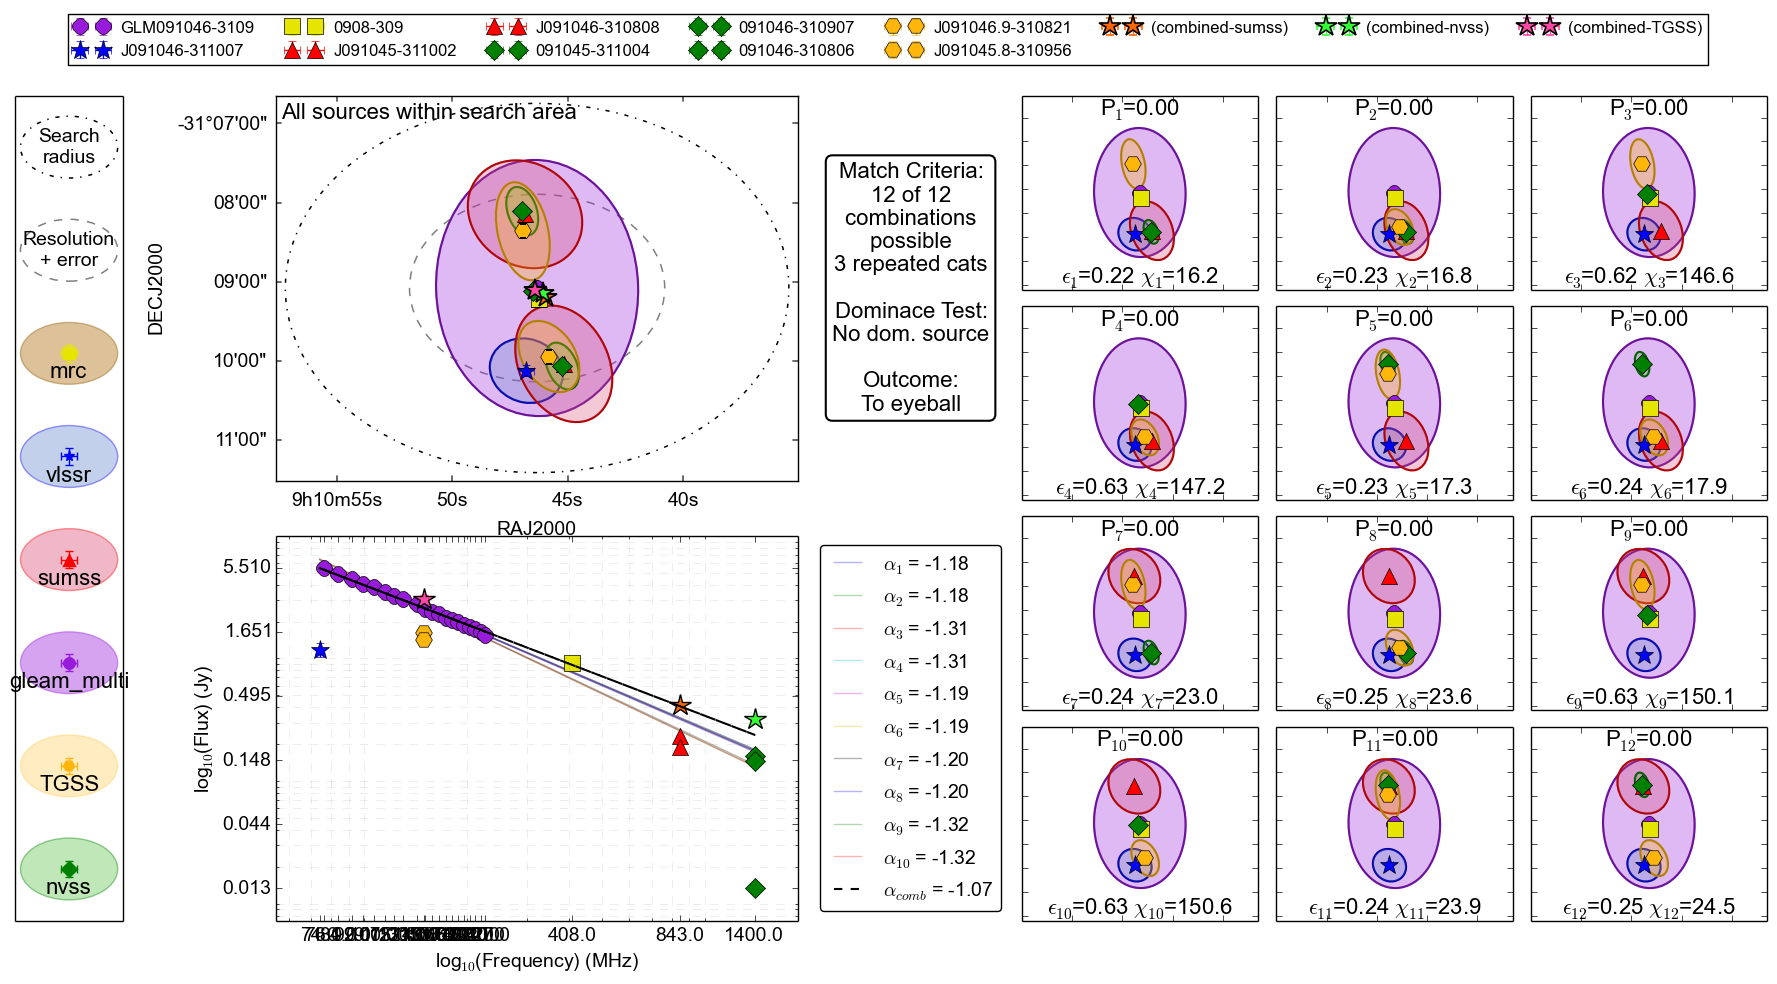 GLM091046-3109 0908-309 J091046-310808 091046-310907 J091046.9-310821 (combined-sumss) (combined-nvss) (combined-TGSS)
J091046-311007 J091045-311002 091045-311004 091046-310806 J091045.8-310956
Search
radius
Resolution
+ error
mrc
vlssr
sumss
gleam_multi
TGSS
nvss
All sources within search area
-31°07'00"
08'00"
09'00"
10'00"
11'00"
DECJ2000
9h10m55s 50s 45s 40s
RAJ2000
Match Criteria:
12 of 12
combinations
possible
3 repeated cats
Dominace Test:
No dom. source
Outcome:
To eyeball
5.510
1.651
0.495
0.148
0.044
0.013
log10(Flux) (Jy)
408.0 843.0 1400.0
log10(Frequency) (MHz)
α1 = -1.18
α2 = -1.18
α3 = -1.31
α4 = -1.31
α5 = -1.19
α6 = -1.19
α7 = -1.20
α8 = -1.20
α9 = -1.32
α10 = -1.32
αcomb = -1.07
P1=0.00 P2=0.00 P3=0.00
ϵ1=0.22 χ1=16.2 ϵ2=0.23 χ2=16.8 ϵ3=0.62 χ3=146.6
P4=0.00 P5=0.00 P6=0.00
ϵ4=0.63 χ4=147.2 ϵ5=0.23 χ5=17.3 ϵ6=0.24 χ6=17.9
P7=0.00 P8=0.00 P9=0.00
ϵ7=0.24 χ7=23.0 ϵ8=0.25 χ8=23.6 ϵ9=0.63 χ9=150.1
P10=0.00 P11=0.00 P12=0.00
ϵ10=0.63 χ10=150.6 ϵ11=0.24 χ11=23.9 ϵ12=0.25 χ12=24.5